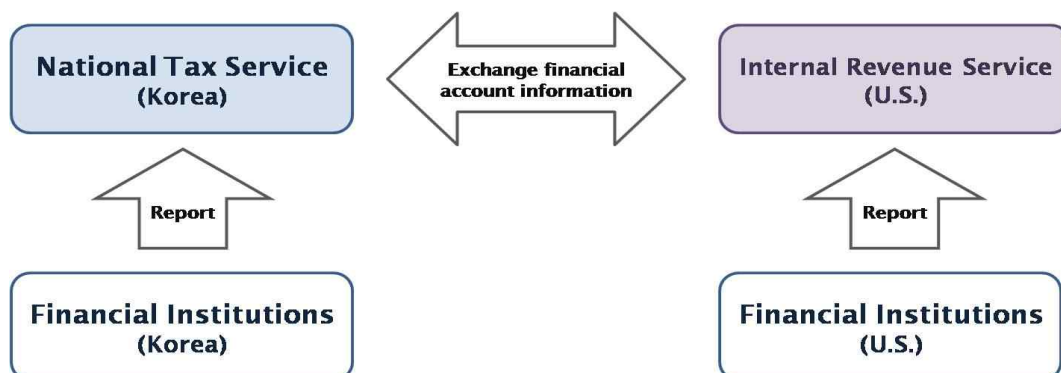 National Tax Service
(Korea)
Exchange financial
account information
Internal Revenue Service
(U.S.)
Report
Report
Financial Institutions
(Korea)
Financial Institutions
(U.S.)